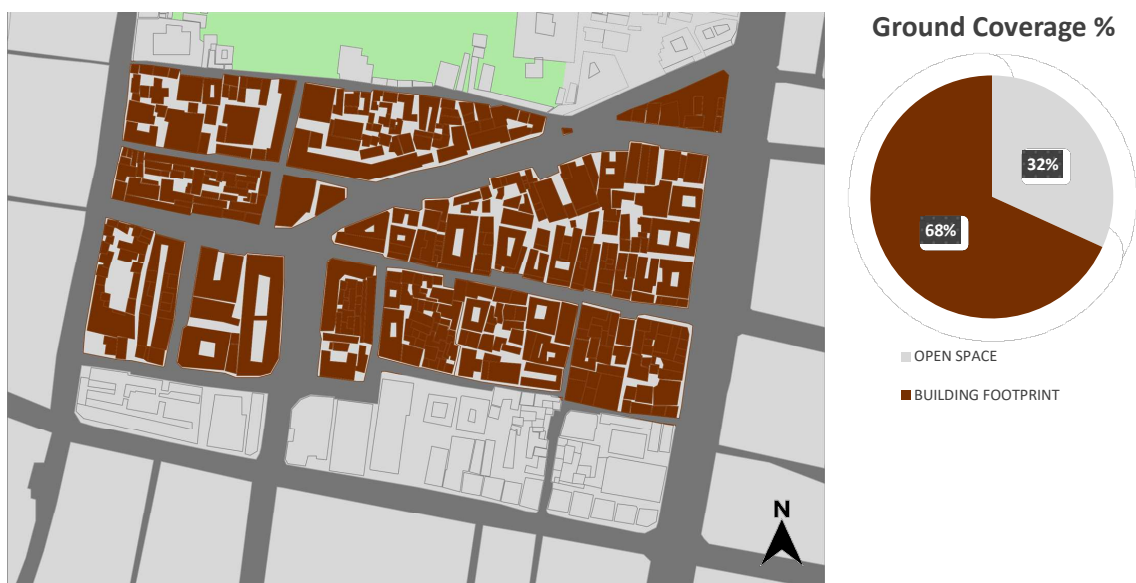 Ground Coverage %
32%
68%
OPEN SPACE
BUILDING FOOTPRINT
N